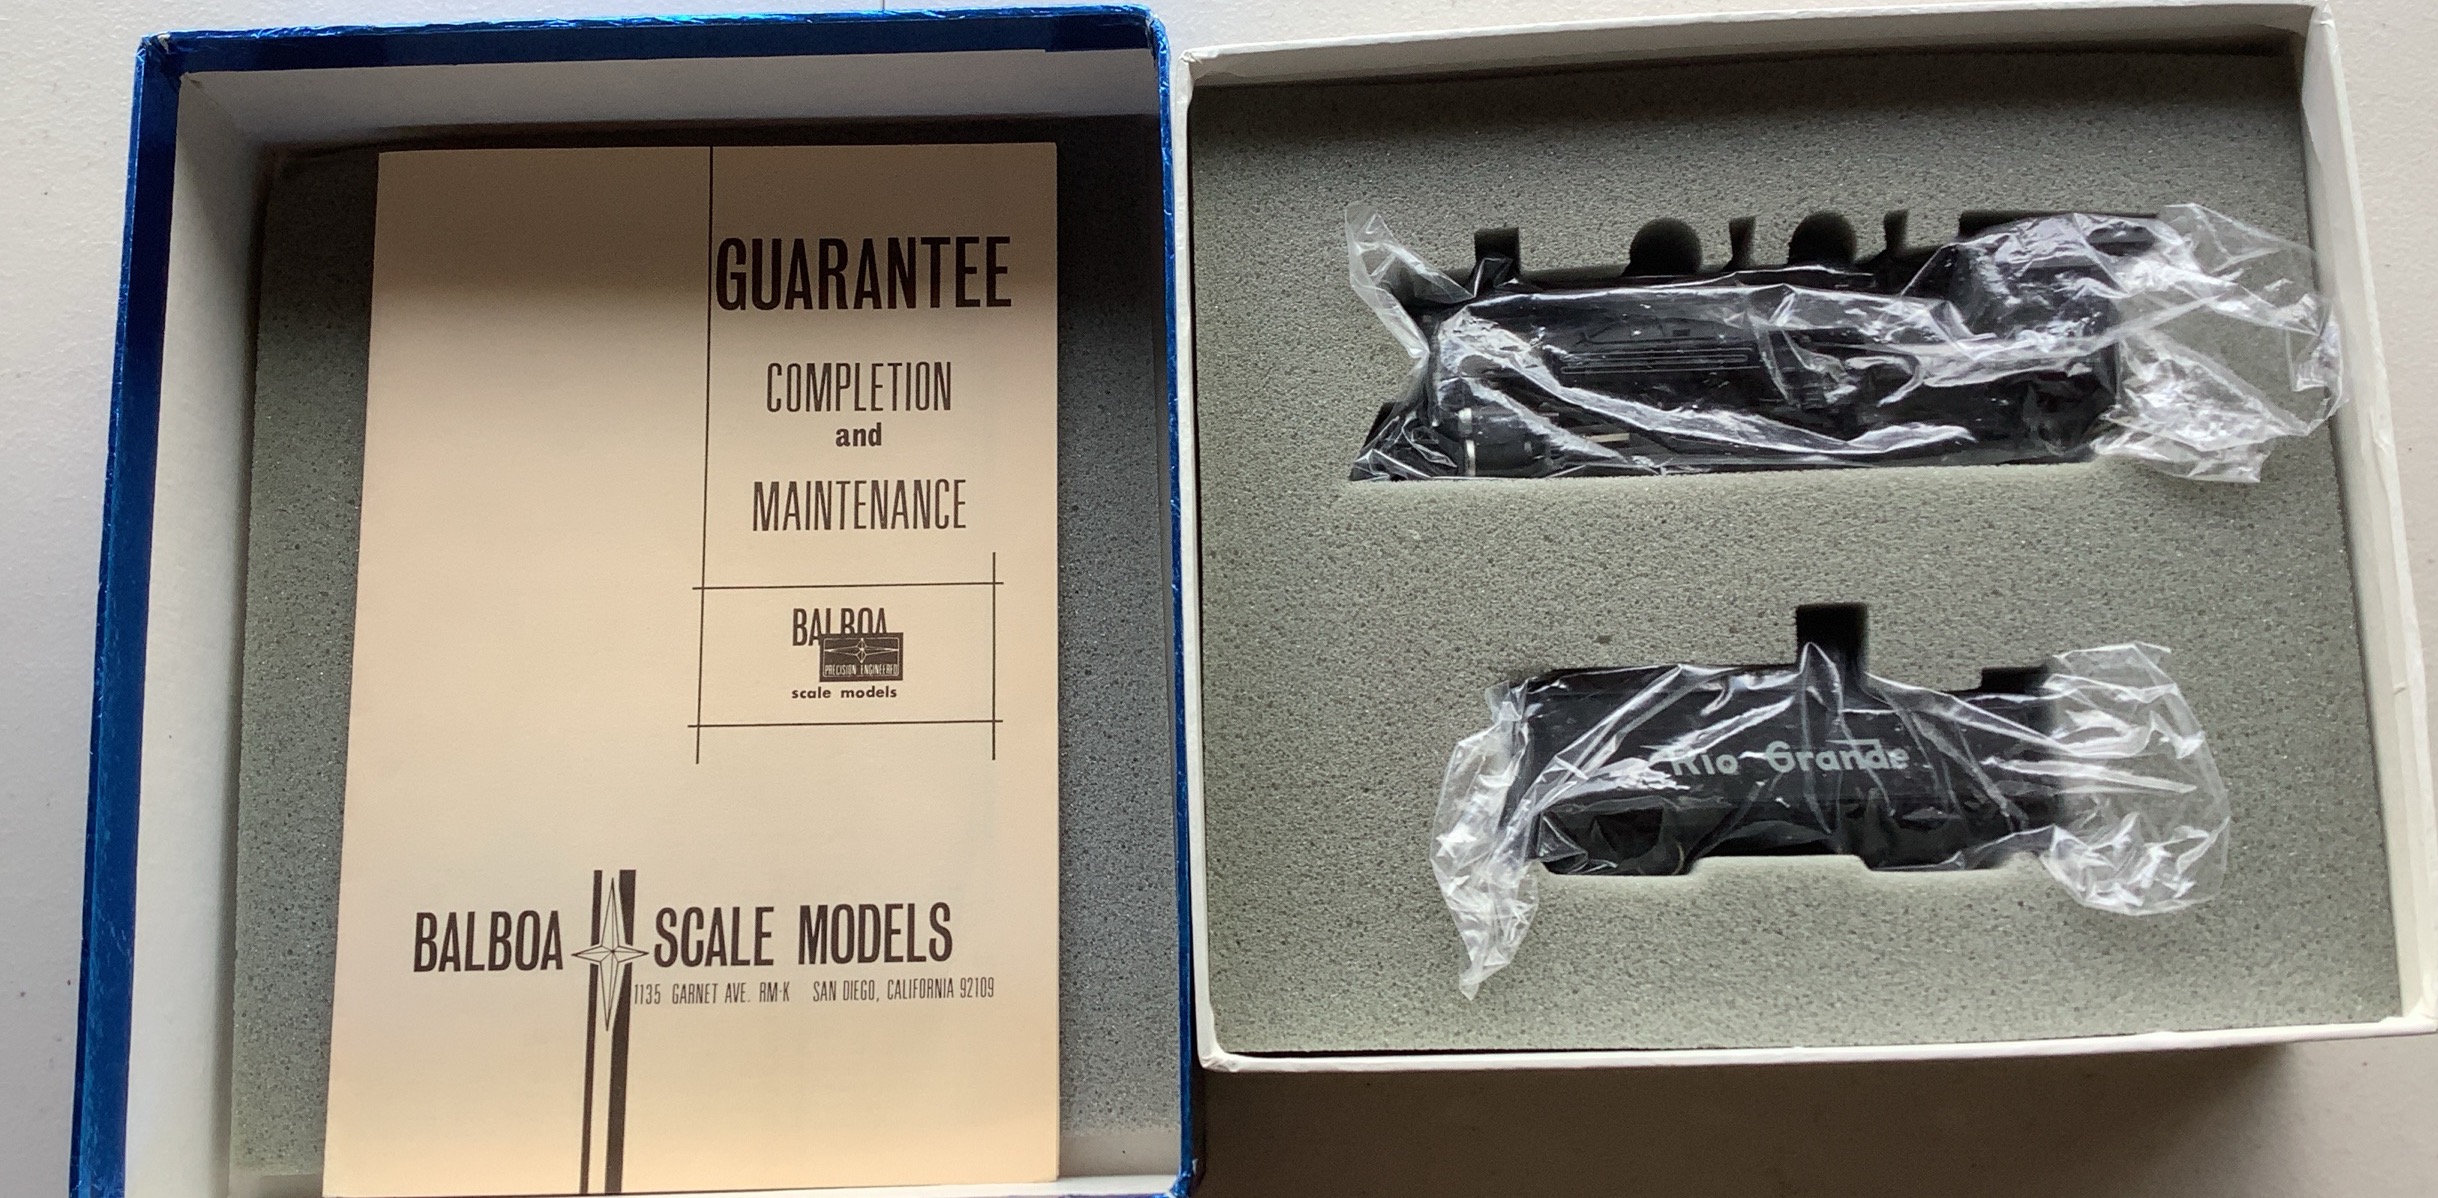 GUARANTEE
COMPLETION
and
MAINTENANCE
BALBOA
PRECISION ENGINEERED
scale models
BALBOA SCALE MODELS
1135 GARNET AVE. RM-K SAN DIEGO, CALIFORNIA 92109
Rio Grande